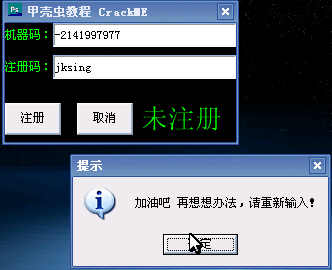 甲壳虫教程 CrackME
机器码： -2141997977
注册码： jksing
注册 取消 未注册
提示
加油吧 再想想办法,请重新输入!
定